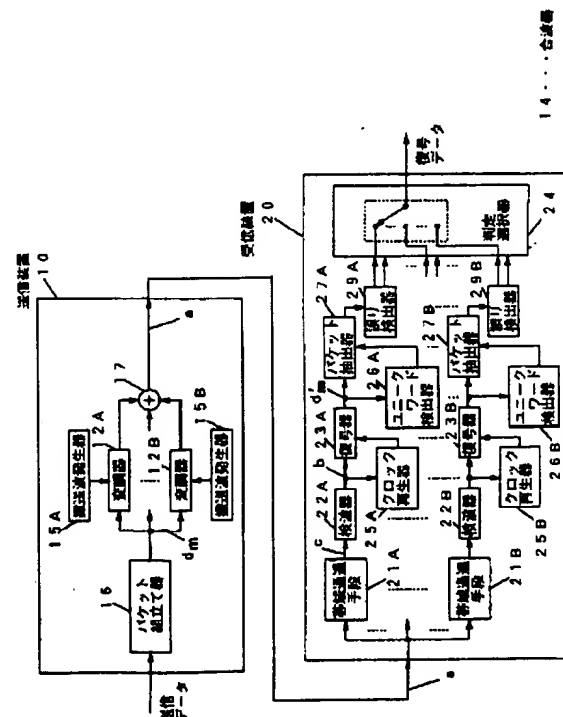 送信装置
10
15A
搬送波発生器
12A
変調器
17
a
16
パケット
組立て器
送信
データ
dm
12B
変調器
搬送波発生器
15B
受信装置
20
復号
データ
a
c
b
d'm
帯域通過
手段
21A
22A
検波器
23A
復号器
27A
パケット
抽出器
29A
誤り
検出器
25A
クロック
再生器
26A
ユニーク
ワード
検出器
判定
選択器
24
帯域通過
手段
21B
22B
検波器
23B
復号器
27B
パケット
抽出器
29B
誤り
検出器
クロック
再生器
25B
ユニーク
ワード
検出器
26B
14・・・合波器